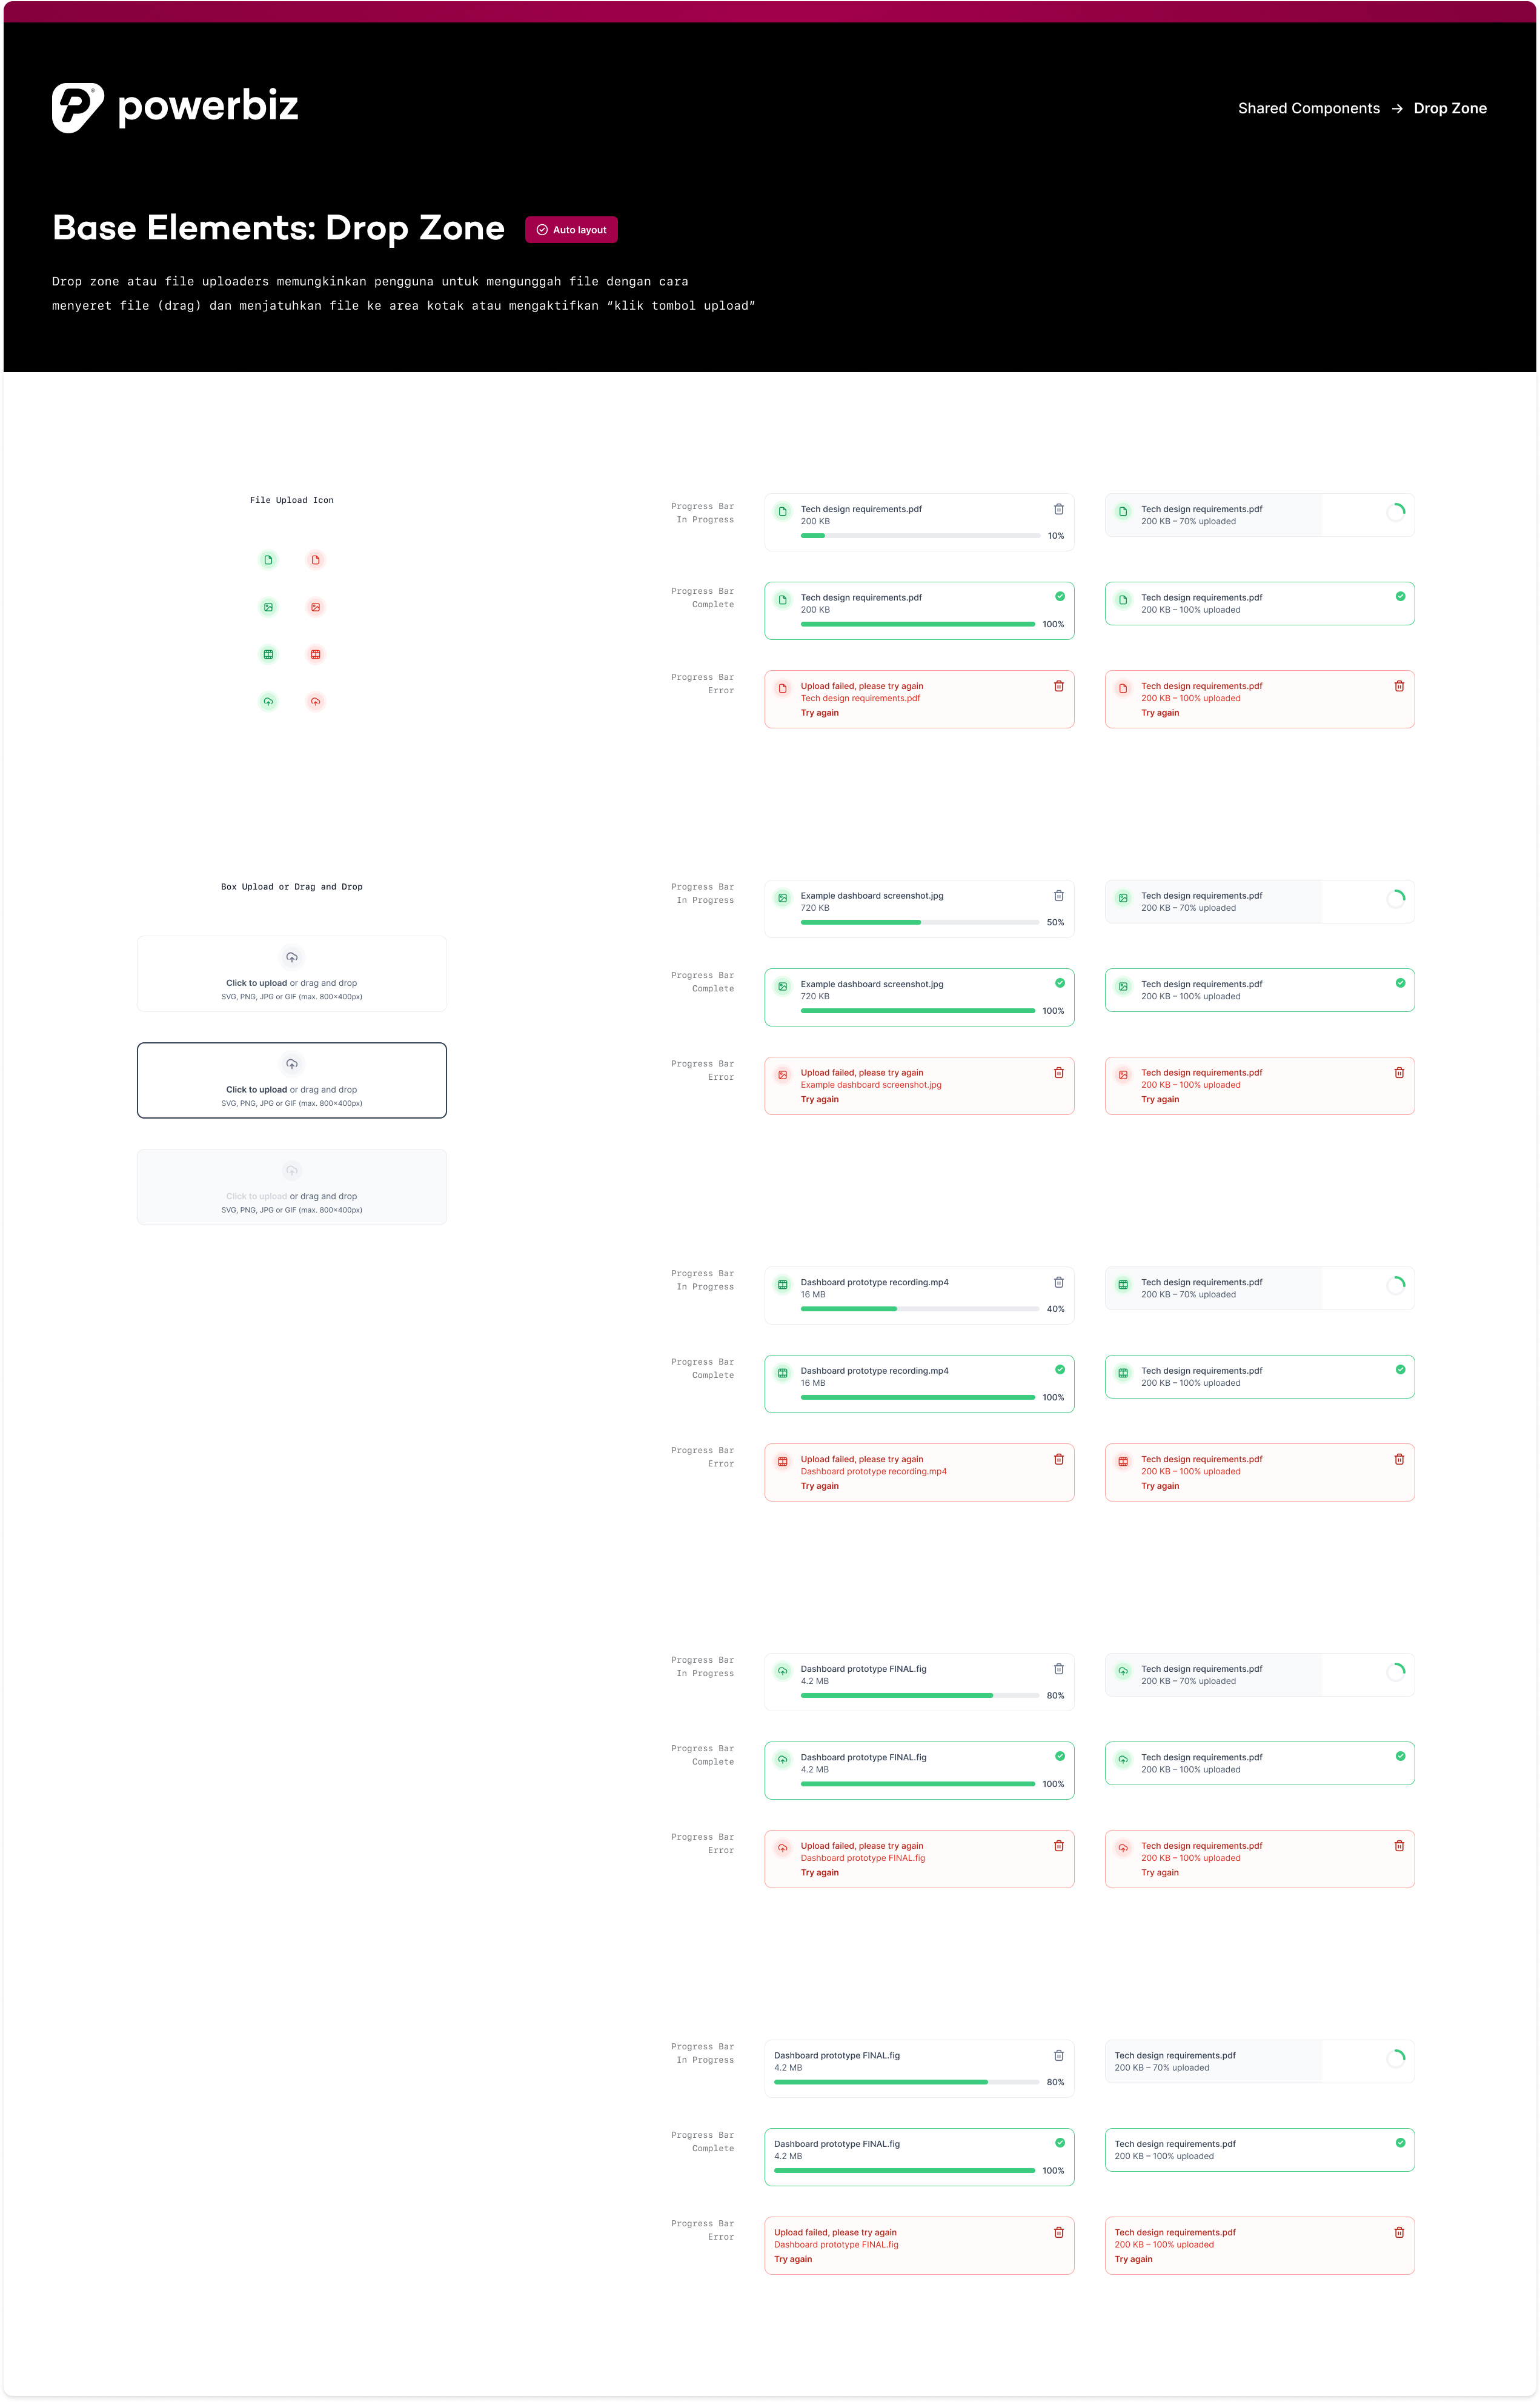 powerbiz
Shared Components → Drop Zone
Base Elements: Drop Zone
Auto layout
Drop zone atau file uploaders memungkinkan pengguna untuk mengunggah file dengan cara
menyeret file (drag) dan menjatuhkan file ke area kotak atau mengaktifkan “klik tombol upload”
File Upload Icon
Progress Bar
In Progress
Tech design requirements.pdf
200 KB
10%
Tech design requirements.pdf
200 KB – 70% uploaded
Progress Bar
Complete
Tech design requirements.pdf
200 KB
100%
Tech design requirements.pdf
200 KB – 100% uploaded
Progress Bar
Error
Upload failed, please try again
Tech design requirements.pdf
Try again
Tech design requirements.pdf
200 KB – 100% uploaded
Try again
Box Upload or Drag and Drop
Click to upload or drag and drop
SVG, PNG, JPG or GIF (max. 800×400px)
Click to upload or drag and drop
SVG, PNG, JPG or GIF (max. 800×400px)
Click to upload or drag and drop
SVG, PNG, JPG or GIF (max. 800×400px)
Progress Bar
In Progress
Example dashboard screenshot.jpg
720 KB
50%
Tech design requirements.pdf
200 KB – 70% uploaded
Progress Bar
Complete
Example dashboard screenshot.jpg
720 KB
100%
Tech design requirements.pdf
200 KB – 100% uploaded
Progress Bar
Error
Upload failed, please try again
Example dashboard screenshot.jpg
Try again
Tech design requirements.pdf
200 KB – 100% uploaded
Try again
Progress Bar
In Progress
Dashboard prototype recording.mp4
16 MB
40%
Tech design requirements.pdf
200 KB – 70% uploaded
Progress Bar
Complete
Dashboard prototype recording.mp4
16 MB
100%
Tech design requirements.pdf
200 KB – 100% uploaded
Progress Bar
Error
Upload failed, please try again
Dashboard prototype recording.mp4
Try again
Tech design requirements.pdf
200 KB – 100% uploaded
Try again
Progress Bar
In Progress
Dashboard prototype FINAL.fig
4.2 MB
80%
Tech design requirements.pdf
200 KB – 70% uploaded
Progress Bar
Complete
Dashboard prototype FINAL.fig
4.2 MB
100%
Tech design requirements.pdf
200 KB – 100% uploaded
Progress Bar
Error
Upload failed, please try again
Dashboard prototype FINAL.fig
Try again
Tech design requirements.pdf
200 KB – 100% uploaded
Try again
Progress Bar
In Progress
Dashboard prototype FINAL.fig
4.2 MB
80%
Tech design requirements.pdf
200 KB – 70% uploaded
Progress Bar
Complete
Dashboard prototype FINAL.fig
4.2 MB
100%
Tech design requirements.pdf
200 KB – 100% uploaded
Progress Bar
Error
Upload failed, please try again
Dashboard prototype FINAL.fig
Try again
Tech design requirements.pdf
200 KB – 100% uploaded
Try again